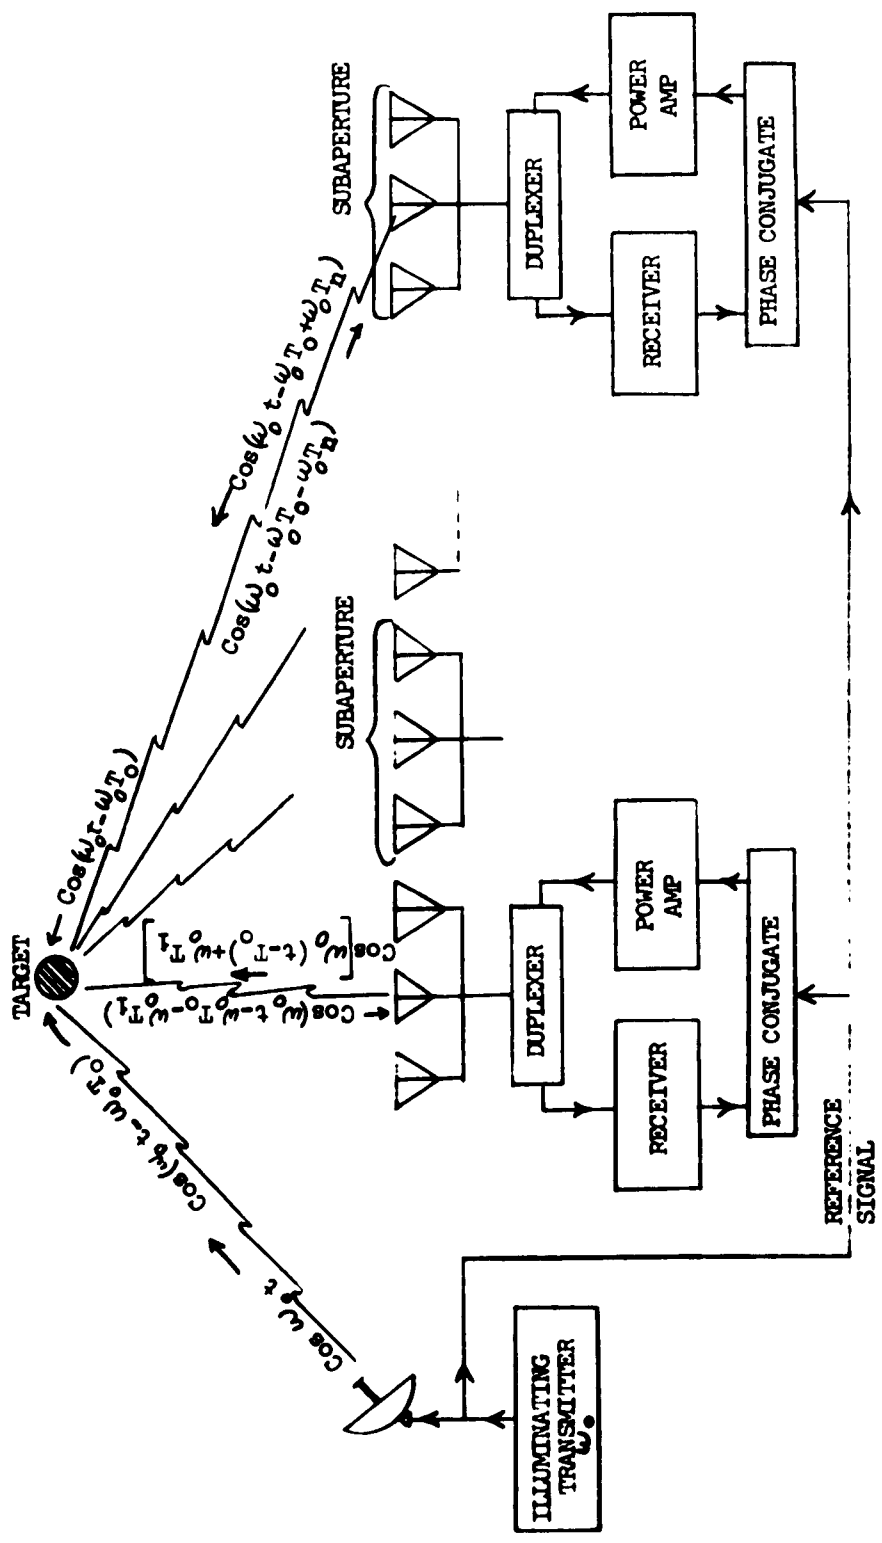 TARGET
Cos(ω₀t-ω₀T₀)
Cos ω₀t
Cos(ω₀t-ω₀T₀-ω₀T₁)
Cos ω₀(t-T₀)+ω₀T₁
Cos(ω₀t-ω₀T₀)
Cos(ω₀t-ω₀T₀+ω₀Tn)
Cos(ω₀t-ω₀T₀-ω₀Tn)
SUBAPERTURE
SUBAPERTURE
ILLUMINATING
TRANSMITTER
ω₀
DUPLEXER
RECEIVER
POWER
AMP
PHASE CONJUGATE
DUPLEXER
RECEIVER
POWER
AMP
PHASE CONJUGATE
REFERENCE
SIGNAL